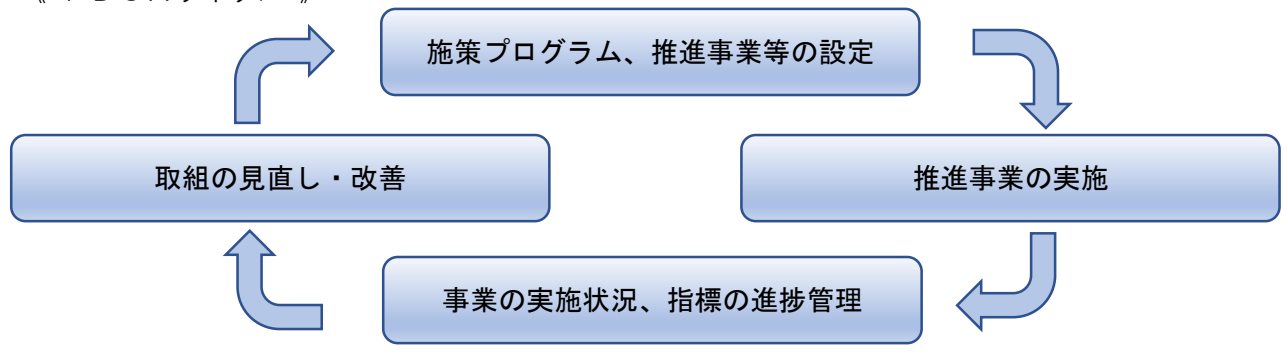 施策プログラム、推進事業等の設定
取組の見直し・改善
推進事業の実施
事業の実施状況、指標の進捗管理